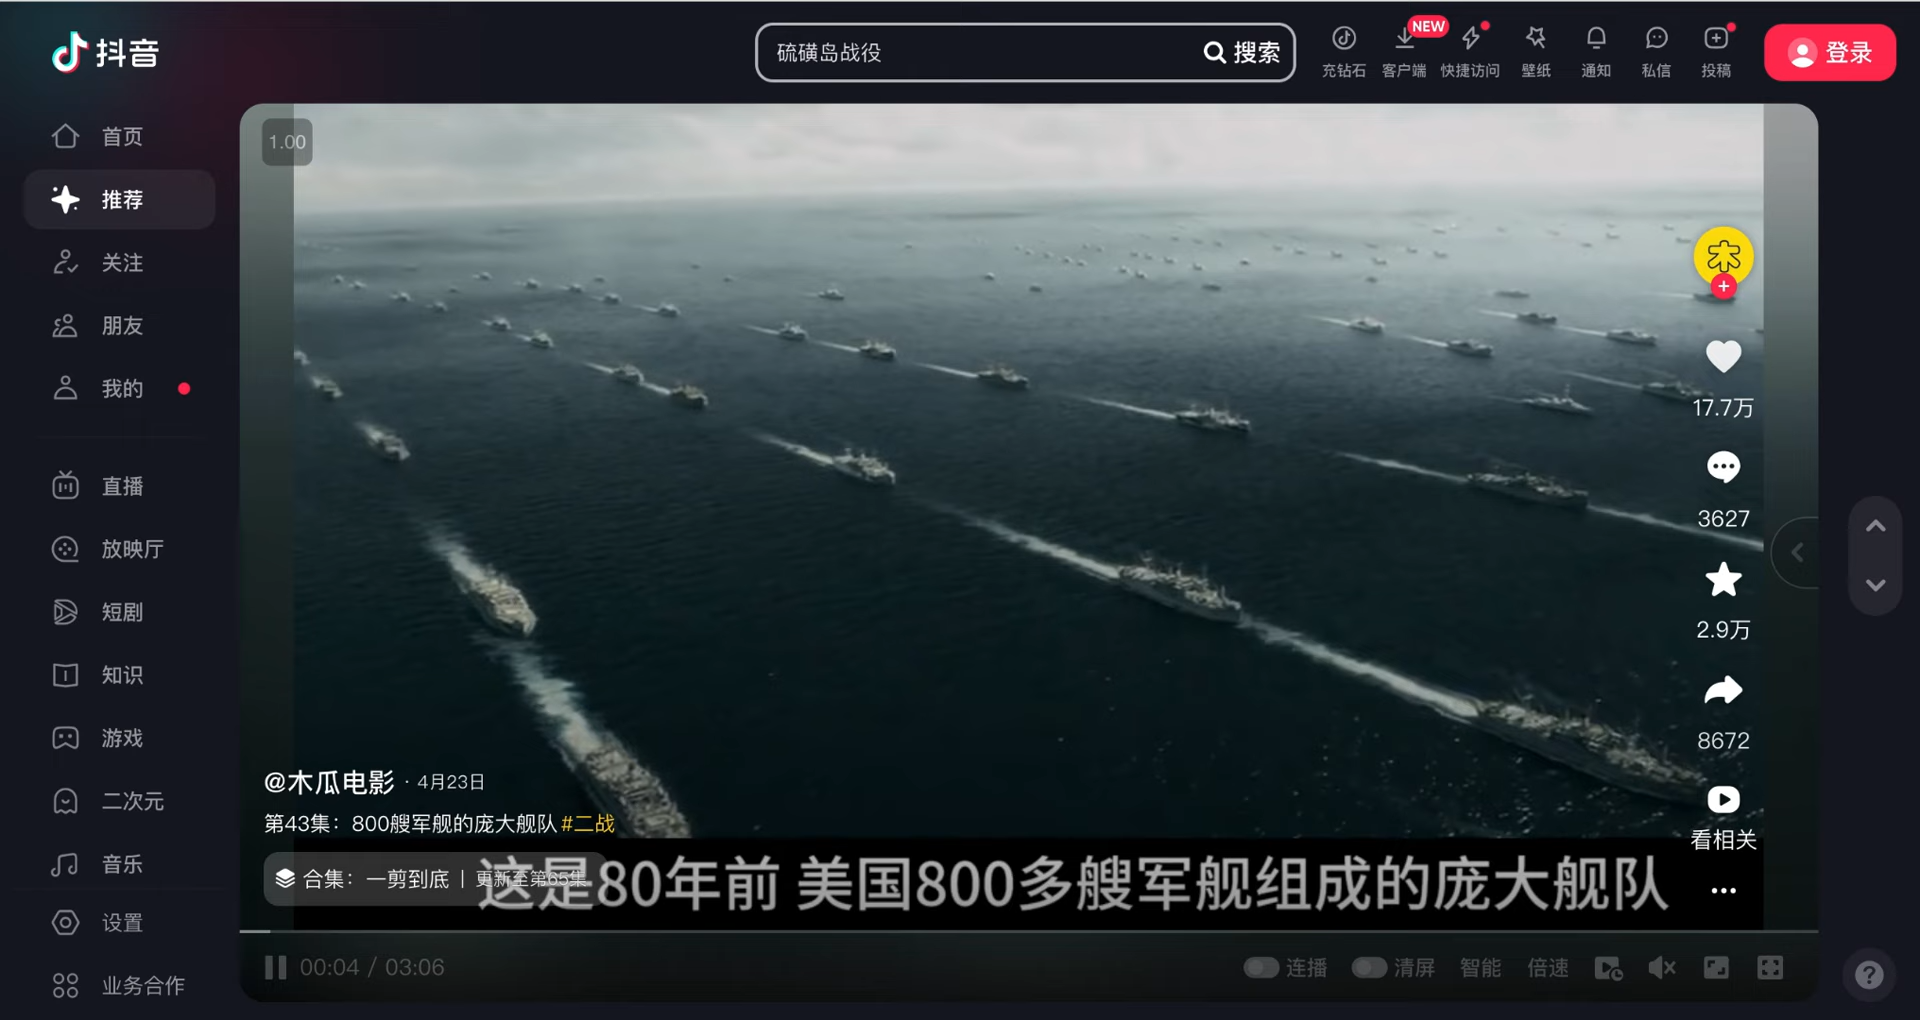 抖音
硫磺岛战役
搜索
充钻石
客户端
NEW
快捷访问
壁纸
通知
私信
投稿
登录
首页
推荐
关注
朋友
我的
直播
放映厅
短剧
知识
游戏
二次元
音乐
设置
业务合作
1.00
17.7万
3627
2.9万
8672
看相关
@木瓜电影 · 4月23日
第43集：800艘军舰的庞大舰队 #二战
合集：一剪到底 | 更新至第65集
这是80年前 美国800多艘军舰组成的庞大舰队
00:04 / 03:06
连播
清屏
智能
倍速